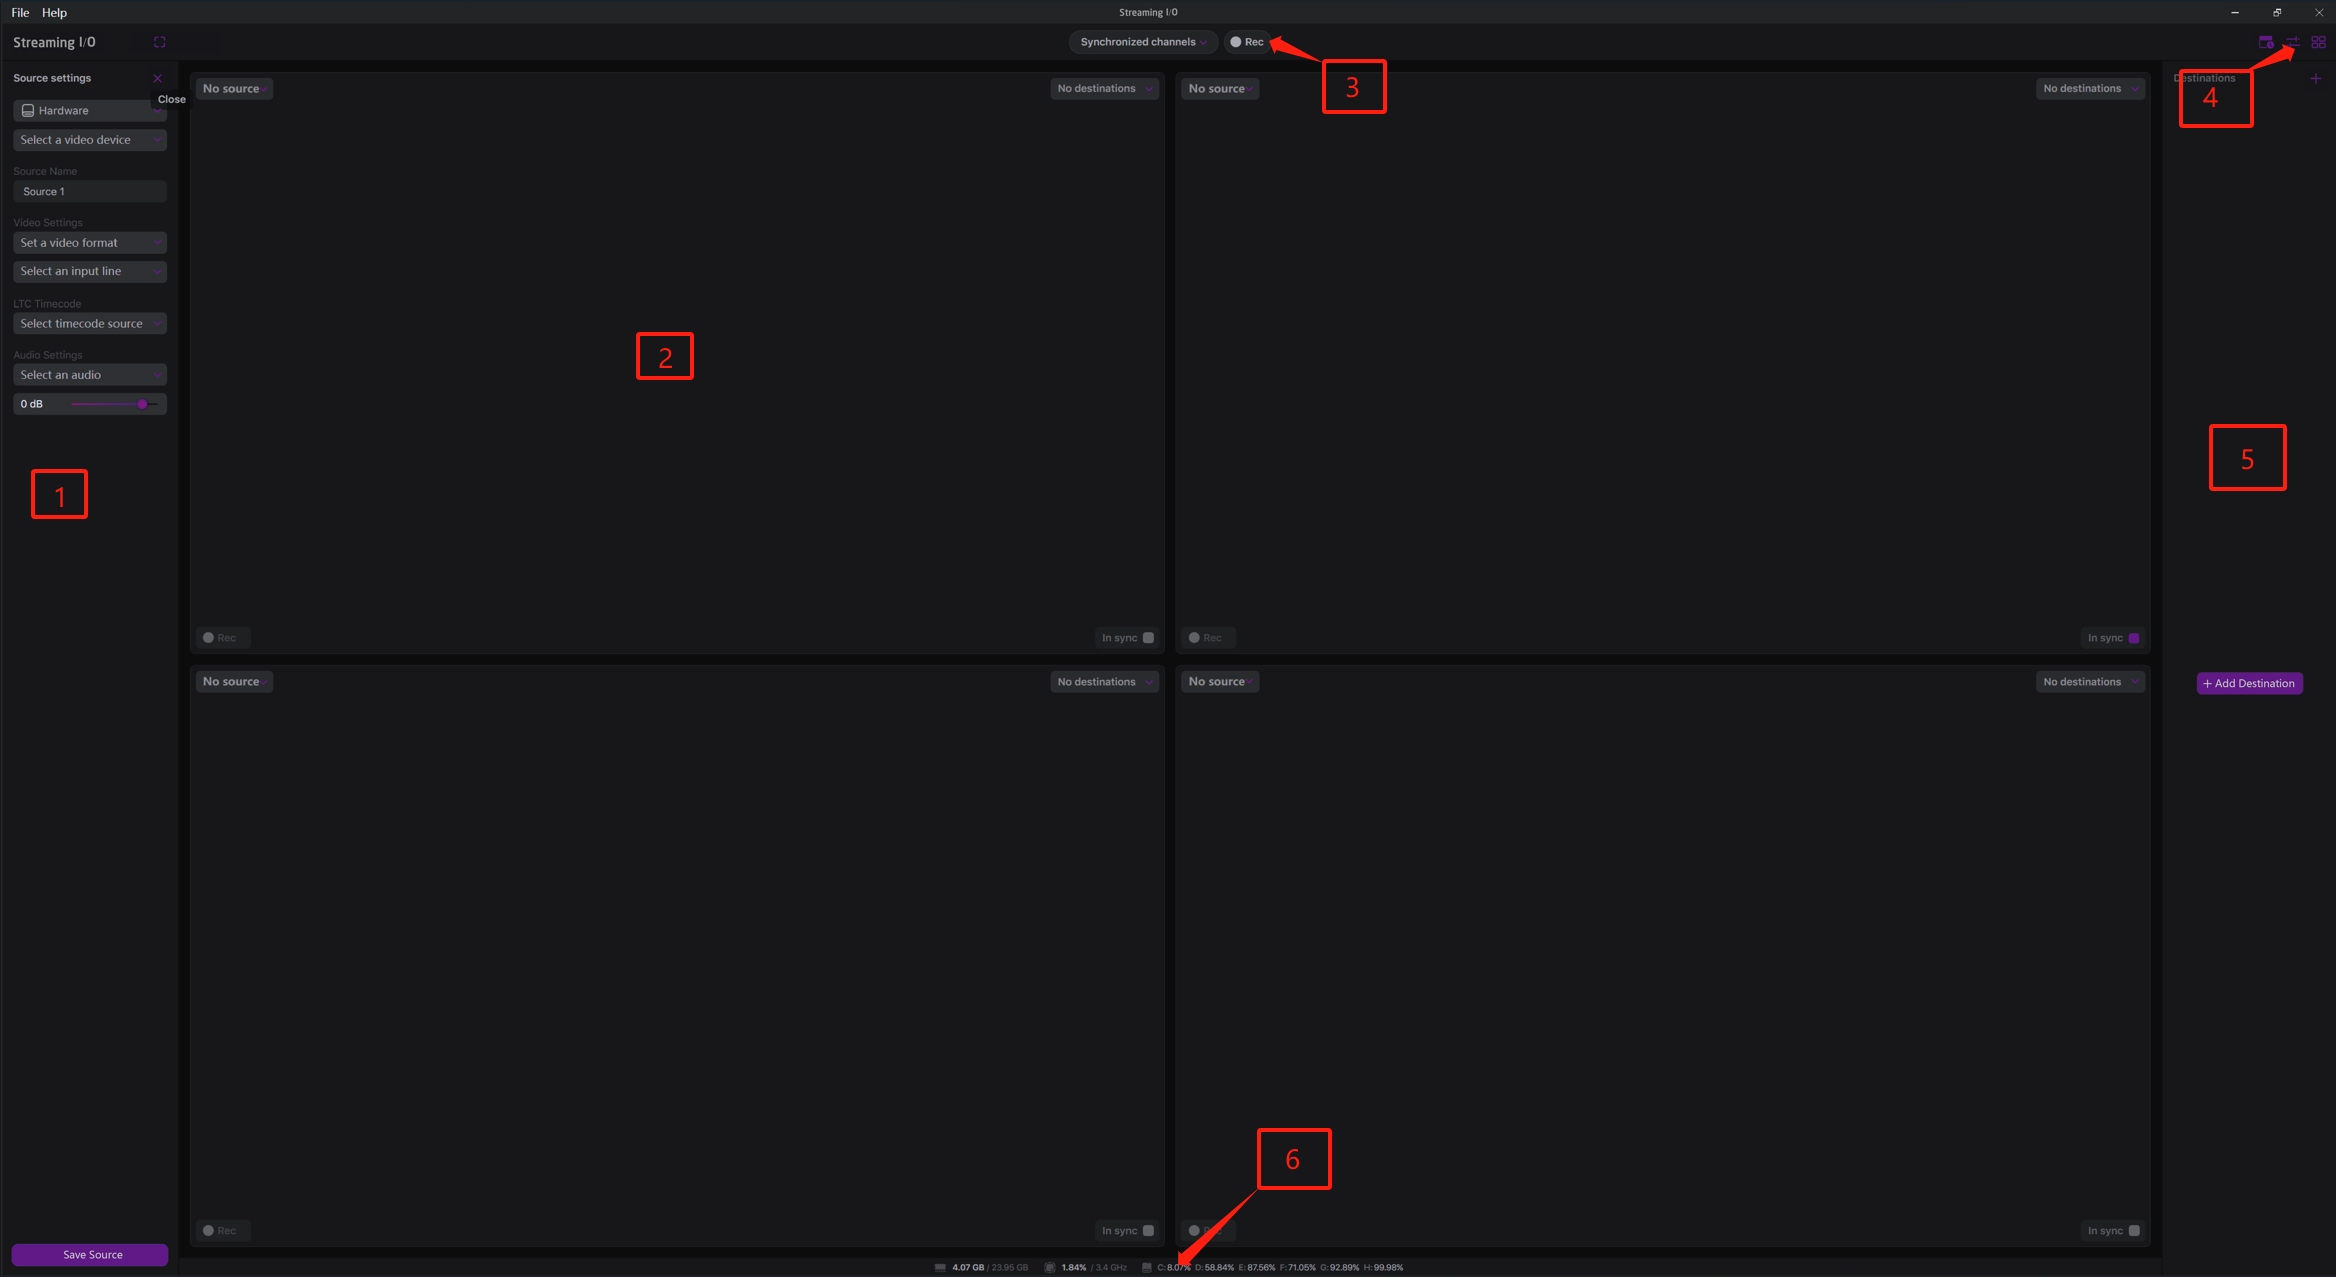 File Help
Streaming I/O
Streaming I/O
Synchronized channels
Rec
3
Source settings
Close
Hardware
Select a video device
Source Name
Source 1
Video Settings
Set a video format
Select an input line
LTC Timecode
Select timecode source
Audio Settings
Select an audio
0 dB
1
Save Source
No source
No destinations
2
Rec
In sync
No source
No destinations
Rec
In sync
No source
No destinations
Rec
In sync
No source
No destinations
6
In sync
Destinations
4
5
+ Add Destination
4.07 GB / 23.95 GB 1.84% / 3.4 GHz C: 8.07% D: 58.84% E: 87.56% F: 71.05% G: 92.89% H: 99.98%